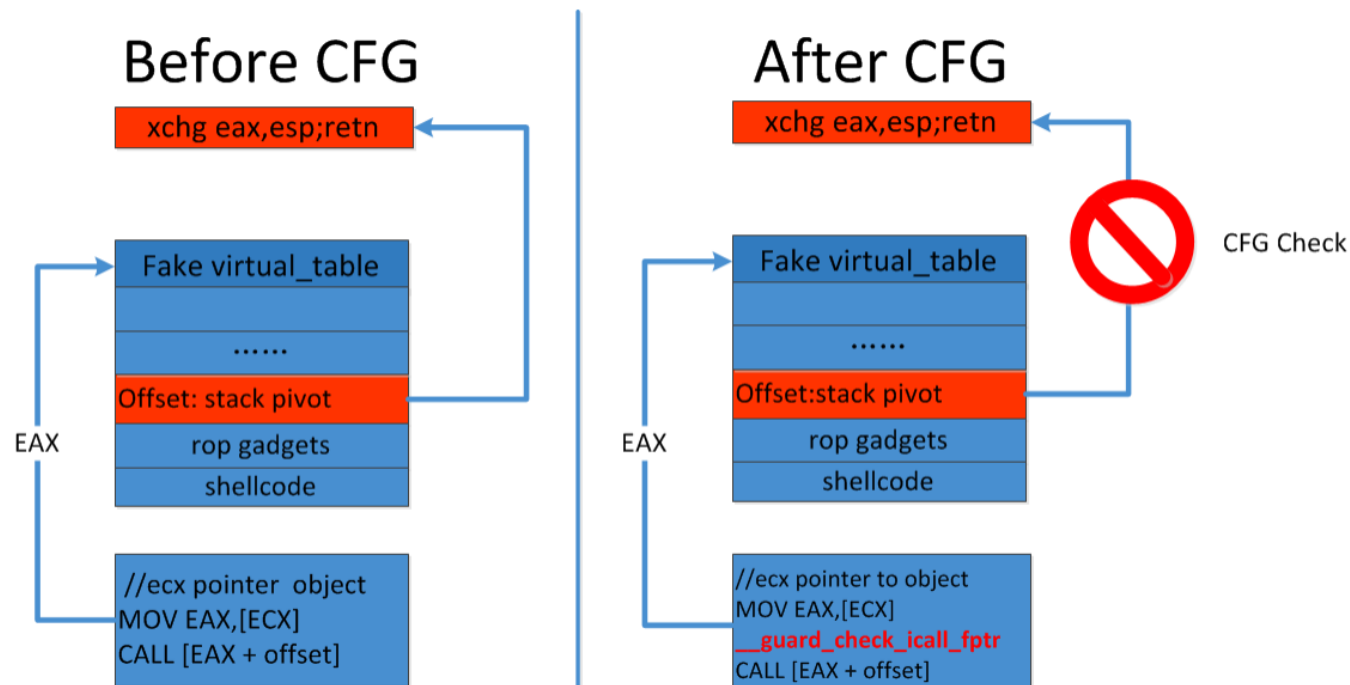 Before CFG
xchg eax,esp;retn
Fake virtual_table
......
Offset: stack pivot
rop gadgets
shellcode
EAX
//ecx pointer  object
MOV EAX,[ECX]
CALL [EAX + offset]
After CFG
xchg eax,esp;retn
CFG Check
Fake virtual_table
......
Offset:stack pivot
rop gadgets
shellcode
EAX
//ecx pointer to object
MOV EAX,[ECX]
__guard_check_icall_fptr
CALL [EAX + offset]